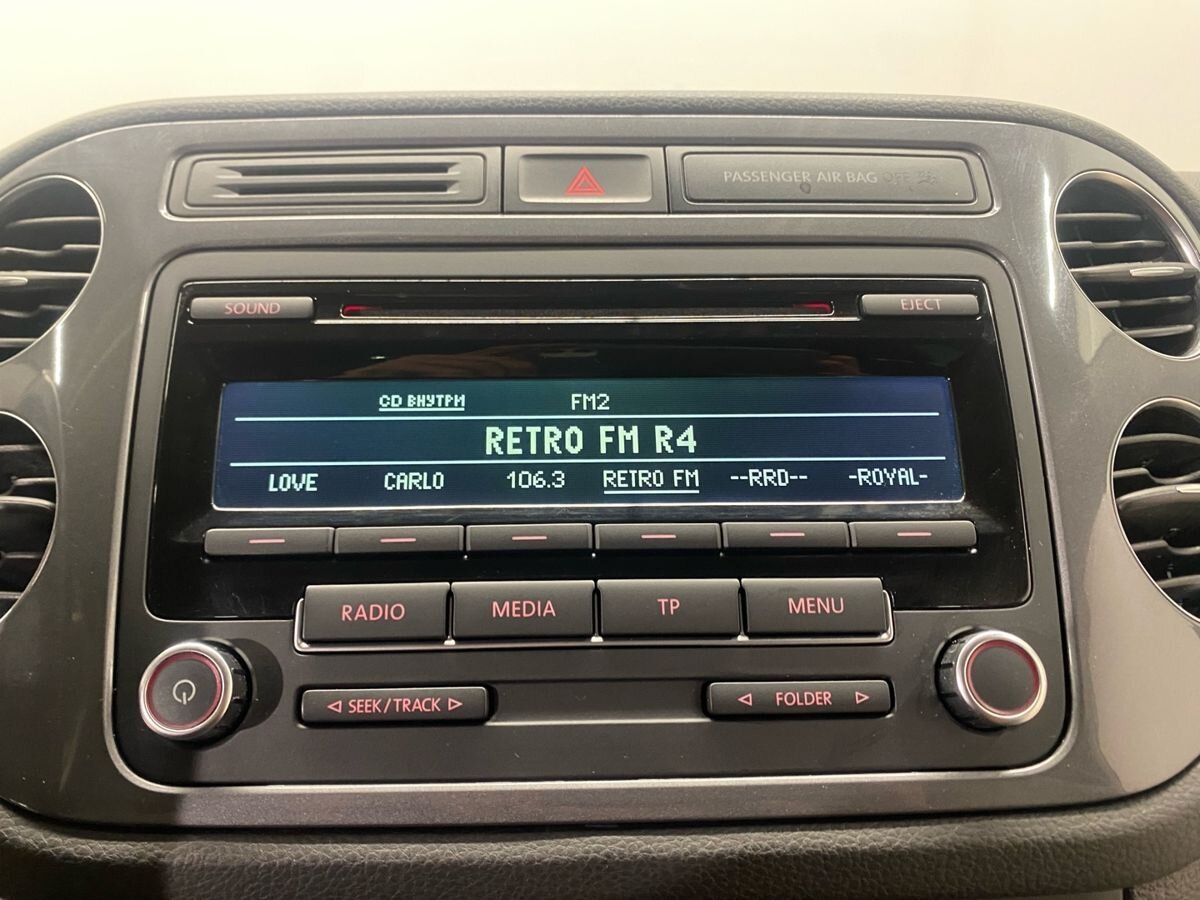 PASSENGER AIR BAG OFF
SOUND
EJECT
CD ВНУТРИ FM2
RETRO FM R4
LOVE CARLO 106.3 RETRO FM --RRD-- -ROYAL-
RADIO MEDIA TP MENU
SEEK/TRACK FOLDER